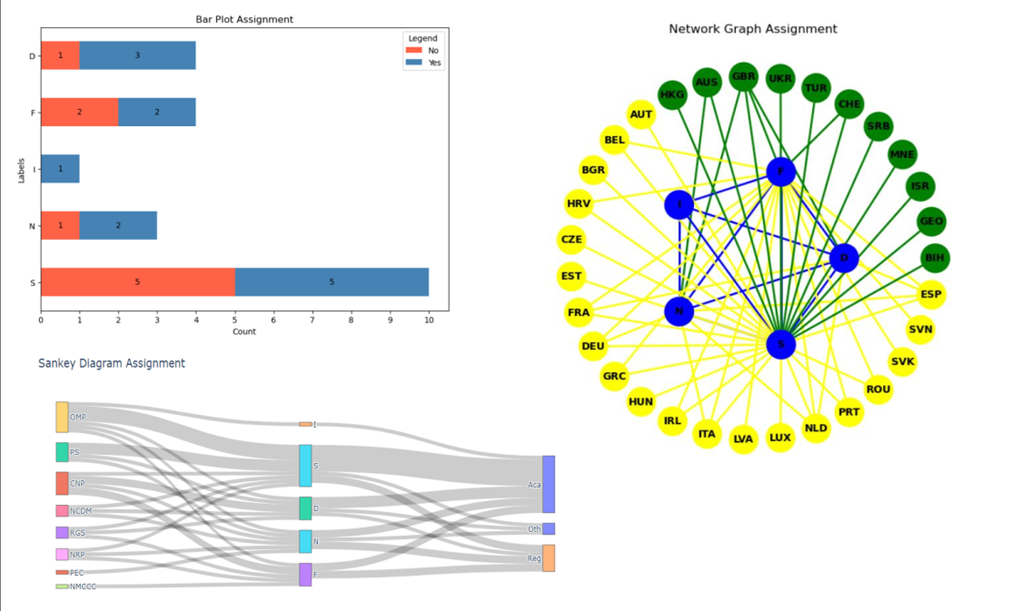 Bar Plot Assignment
Legend
No
Yes
D 1 3
F 2 2
I 1
N 1 2
S 5 5
Labels
0 1 2 3 4 5 6 7 8 9 10
Count
Network Graph Assignment
HKG
AUS
GBR
UKR
TUR
CHE
SRB
MNE
ISR
GEO
BIH
ESP
SVN
SVK
ROU
PRT
NLD
LUX
LVA
ITA
IRL
HUN
GRC
DEU
FRA
EST
CZE
HRV
BGR
BEL
AUT
F
I
D
N
S
Sankey Diagram Assignment
OMP
PS
CNP
NCDM
RGS
NRP
PEC
NMCCC
I
S
D
N
F
Aca
Oth
Reg